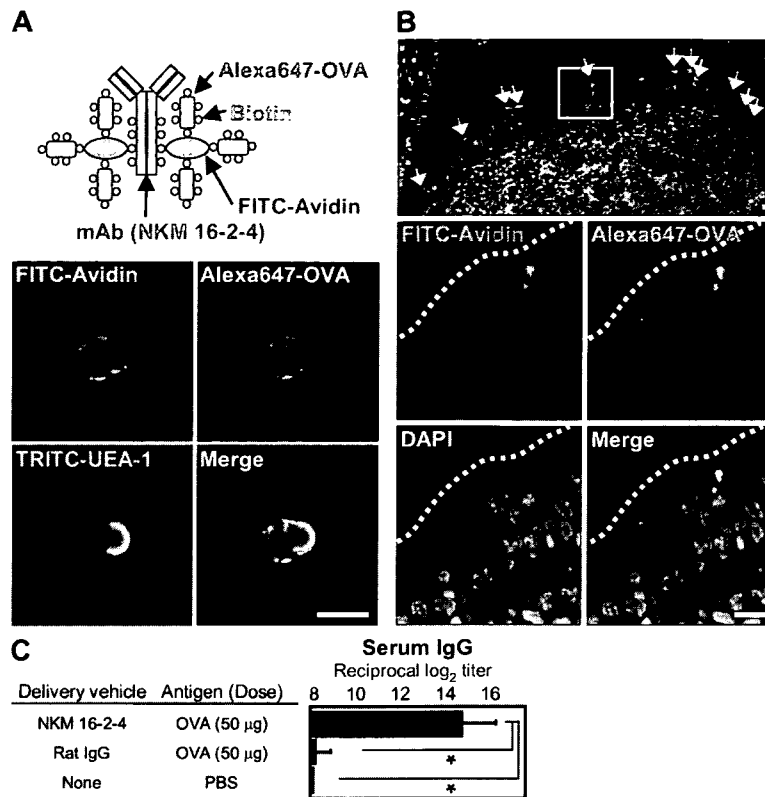 A
Alexa647-OVA
Biotin
FITC-Avidin
mAb (NKM 16-2-4)
FITC-Avidin
Alexa647-OVA
TRITC-UEA-1
Merge
B
FITC-Avidin
Alexa647-OVA
DAPI
Merge
C
Serum IgG
Reciprocal log₂ titer
Delivery vehicle Antigen (Dose) 8 10 12 14 16
NKM 16-2-4 OVA (50 μg)
Rat IgG OVA (50 μg)
*
None PBS
*